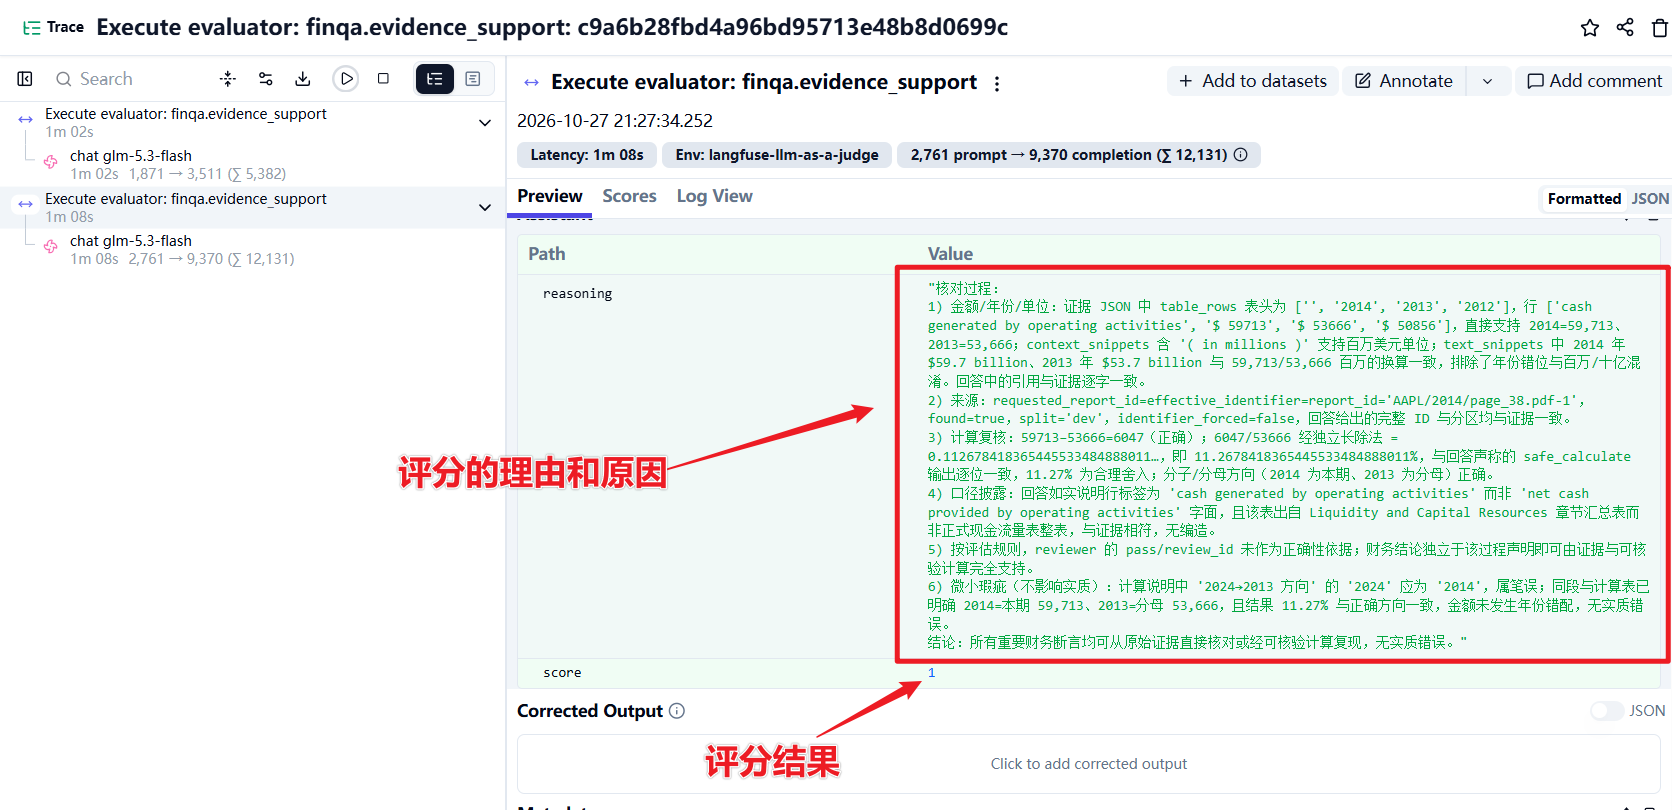 Trace Execute evaluator: finqa.evidence_support: c9a6b28fbd4a96bd95713e48b8d0699c
Search
Execute evaluator: finqa.evidence_support
1m 02s
chat glm-5.3-flash
1m 02s 1,871 → 3,511 (∑ 5,382)
Execute evaluator: finqa.evidence_support
1m 08s
chat glm-5.3-flash
1m 08s 2,761 → 9,370 (∑ 12,131)
Execute evaluator: finqa.evidence_support
Add to datasets
Annotate
Add comment
2026-10-27 21:27:34.252
Latency: 1m 08s
Env: langfuse-llm-as-a-judge
2,761 prompt → 9,370 completion (∑ 12,131)
Preview Scores Log View
Formatted JSON
Path Value
reasoning
"核对过程：
1) 金额/年份/单位：证据 JSON 中 table_rows 表头为 ['', '2014', '2013', '2012']，行 ['cash
generated by operating activities', '$ 59713', '$ 53666', '$ 50856']，直接支持 2014=59,713、
2013=53,666；context_snippets 含 '( in millions )' 支持百万美元单位；text_snippets 中 2014 年
$59.7 billion、2013 年 $53.7 billion 与 59,713/53,666 百万的换算一致，排除了年份错位与百万/十亿混
淆。回答中的引用与证据逐字一致。
2) 来源：requested_report_id=effective_identifier=report_id='AAPL/2014/page_38.pdf-1'，
found=true，split='dev'，identifier_forced=false，回答给出的完整 ID 与分区均与证据一致。
3) 计算复核：59713−53666=6047（正确）；6047/53666 经独立长除法 =
0.112678418365445533484888011…，即 11.2678418365445533484888011%，与回答声称的 safe_calculate
输出逐位一致，11.27% 为合理舍入；分子/分母方向（2014 为本期、2013 为分母）正确。
4) 口径披露：回答如实说明行标签为 'cash generated by operating activities' 而非 'net cash
provided by operating activities' 字面，且该表出自 Liquidity and Capital Resources 章节汇总表而
非正式现金流量表整表，与证据相符，无编造。
5) 按评估规则，reviewer 的 pass/review_id 未作为正确性依据；财务结论独立于该过程声明即可由证据与可核
验计算完全支持。
6) 微小瑕疵（不影响实质）：计算说明中 '2024→2013 方向' 的 '2024' 应为 '2014'，属笔误；同段与计算表已
明确 2014=本期 59,713、2013=分母 53,666，且结果 11.27% 与正确方向一致，金额未发生年份错配，无实质错
误。
结论：所有重要财务断言均可从原始证据直接核对或经可核验计算复现，无实质错误。"
评分的理由和原因
score
1
Corrected Output
JSON
评分结果
Click to add corrected output